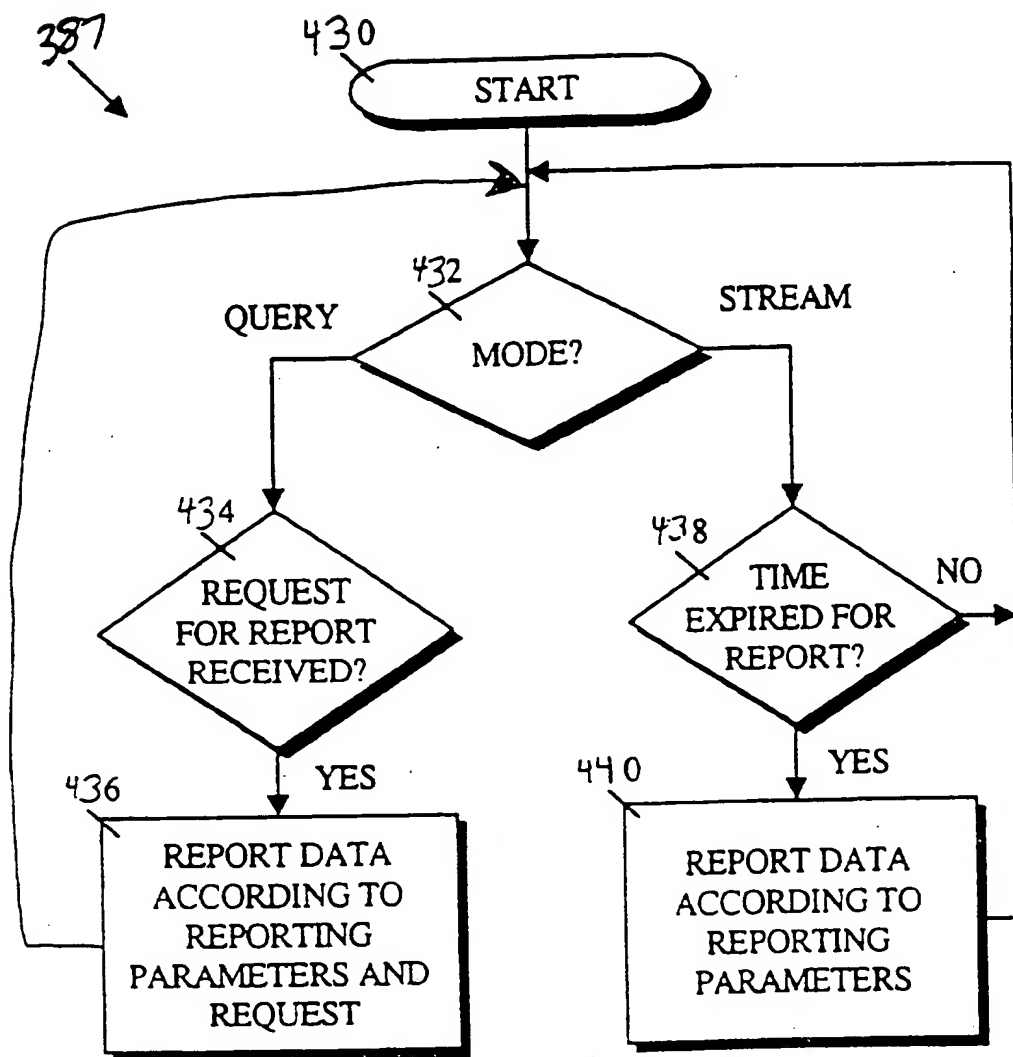 387
430
START
432
QUERY
STREAM
MODE?
434
REQUEST
FOR REPORT
RECEIVED?
438
TIME
EXPIRED FOR
REPORT?
NO
YES
YES
436
REPORT DATA
ACCORDING TO
REPORTING
PARAMETERS AND
REQUEST
440
REPORT DATA
ACCORDING TO
REPORTING
PARAMETERS